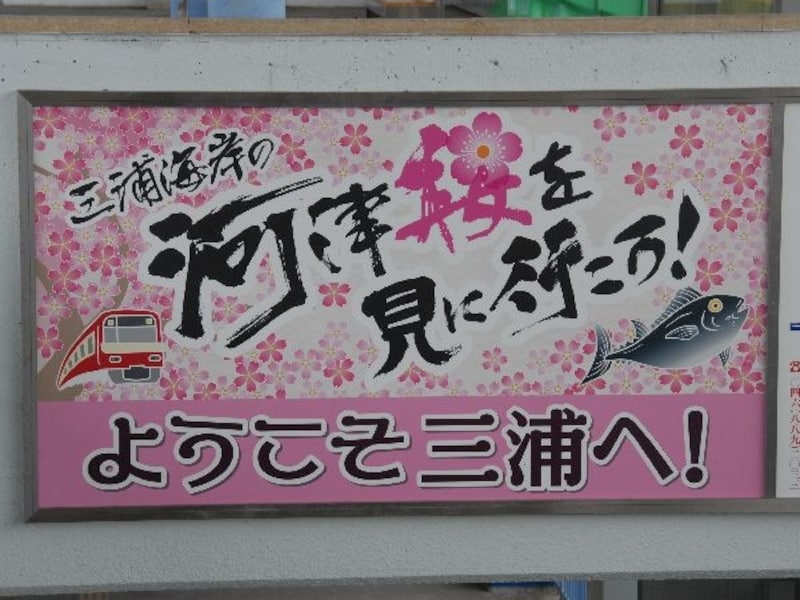 三浦海岸の
河津桜を
見に行こう!
ようこそ三浦へ!